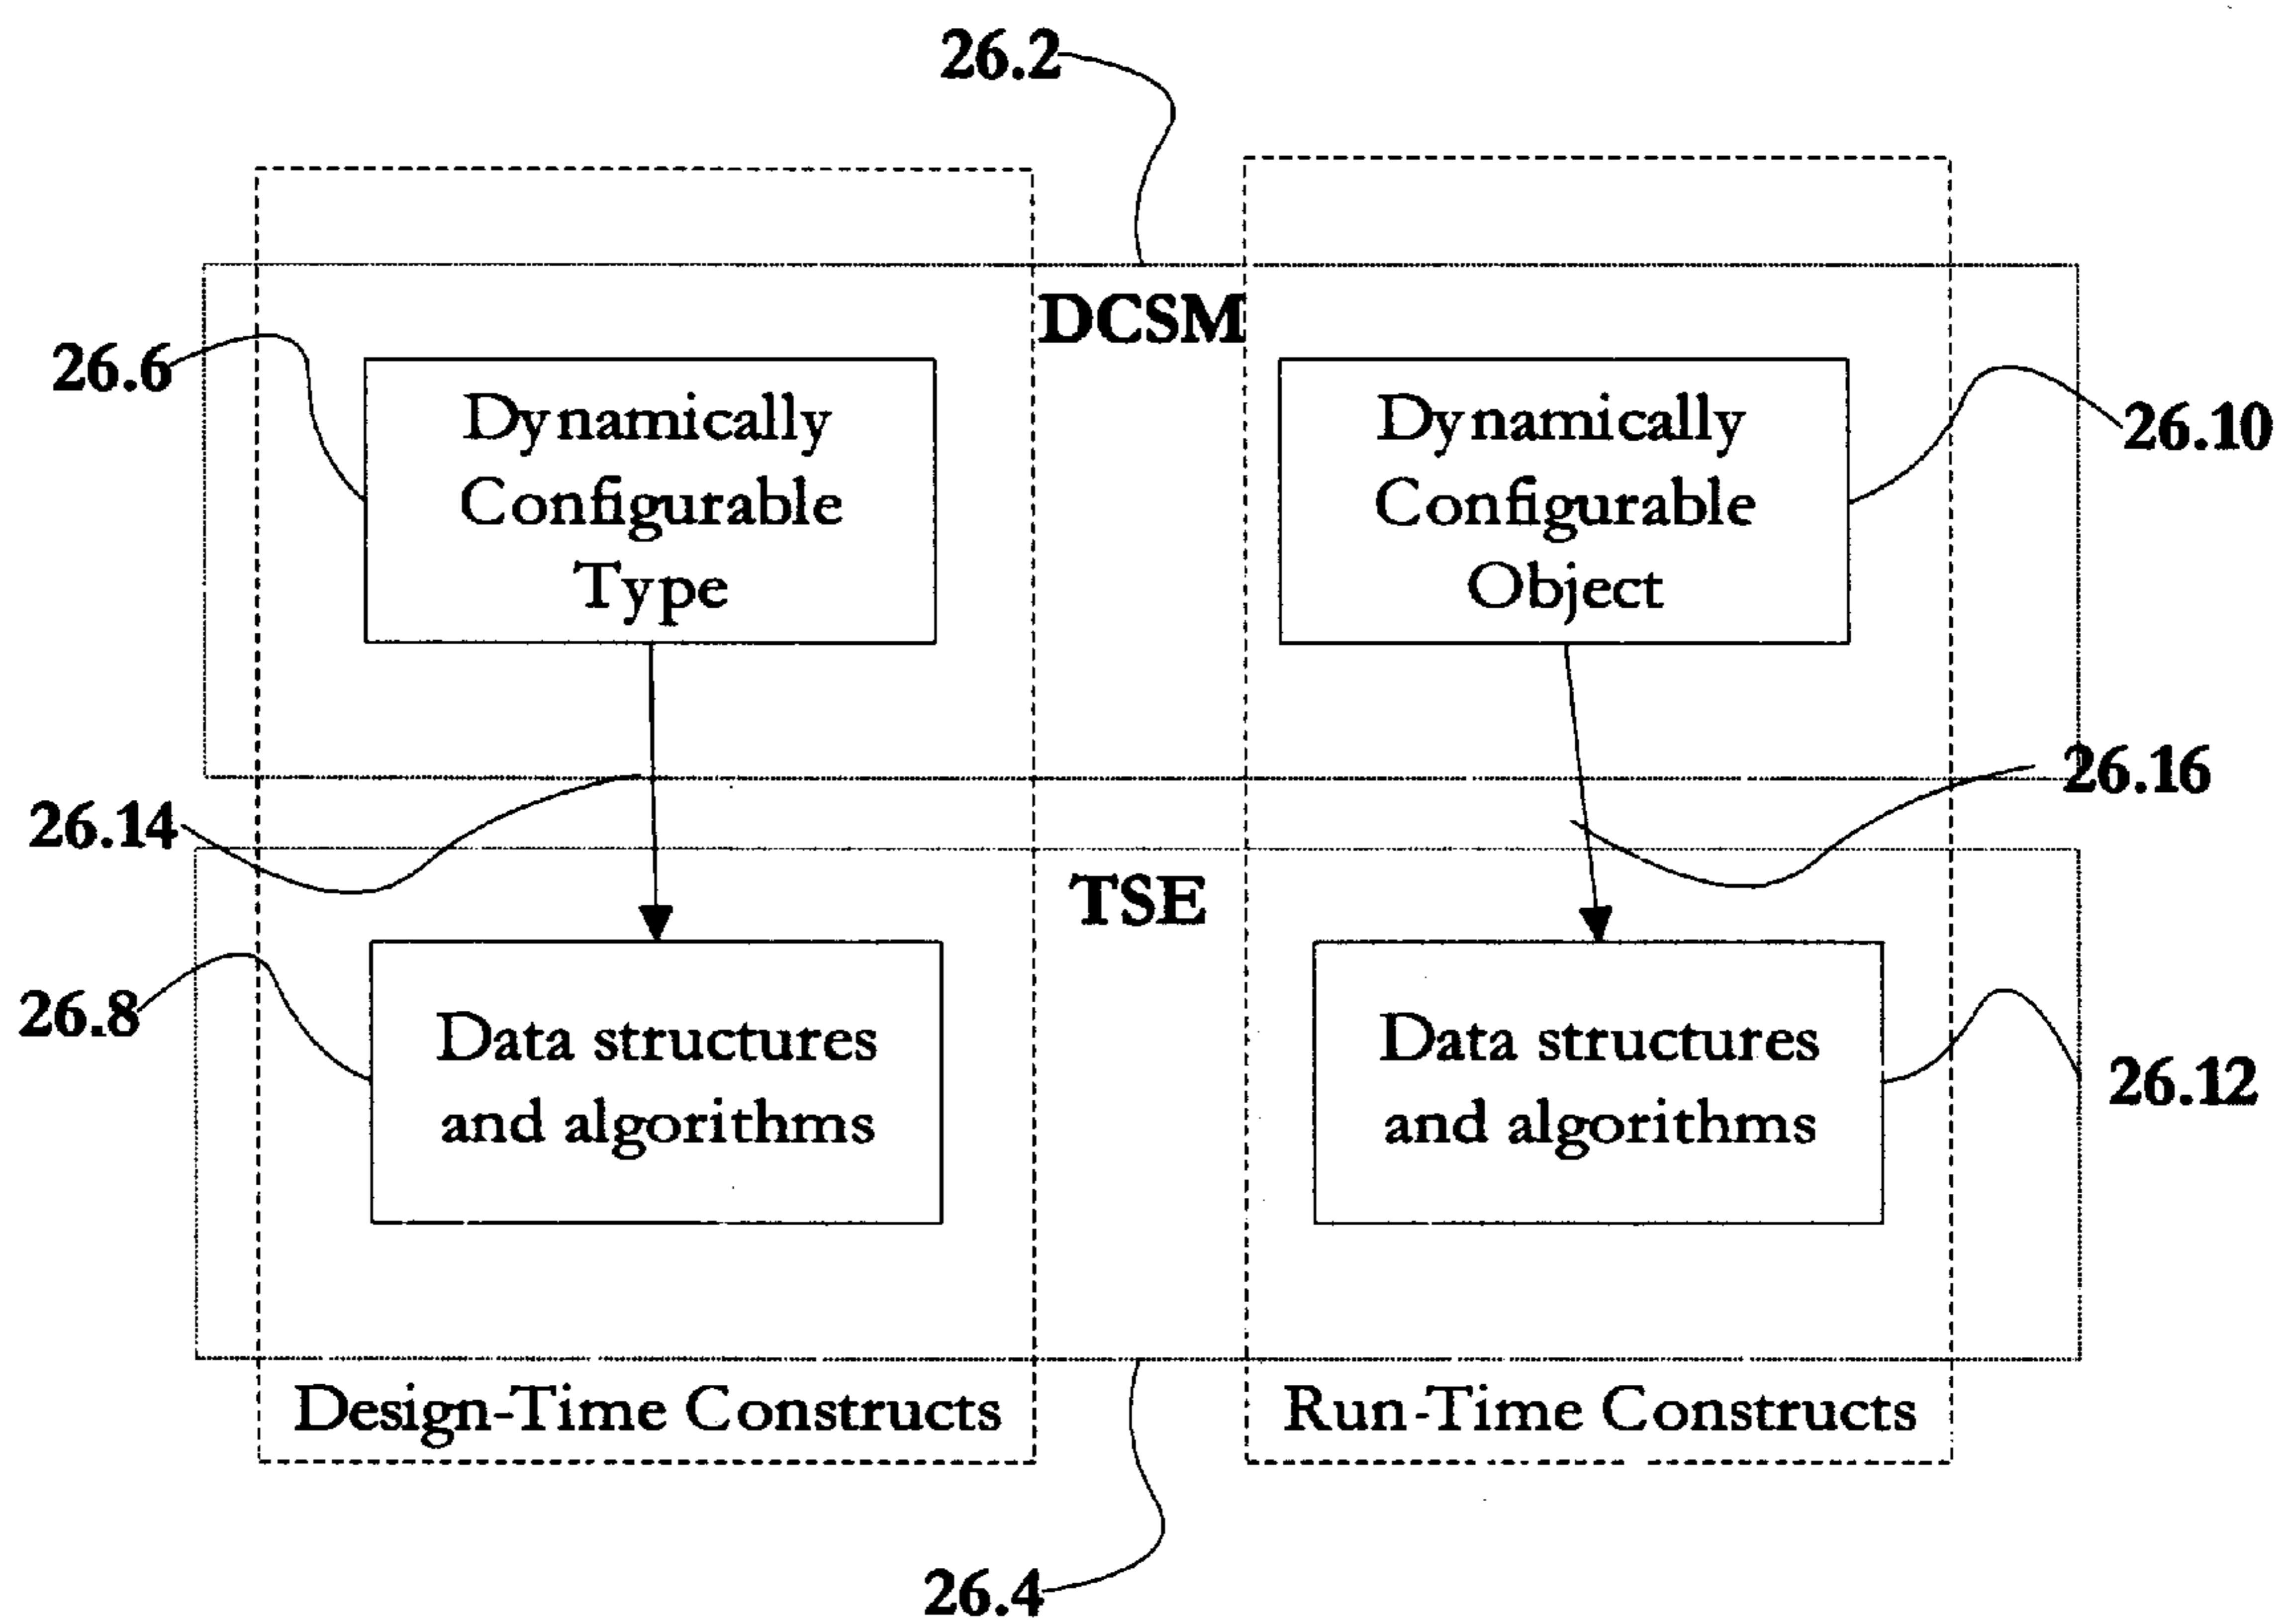 26.2
DCSM
26.6
Dynamically
Configurable
Type
Dynamically
Configurable
Object
26.10
26.14
26.16
TSE
26.8
Data structures
and algorithms
Data structures
and algorithms
26.12
Design-Time Constructs
Run-Time Constructs
26.4